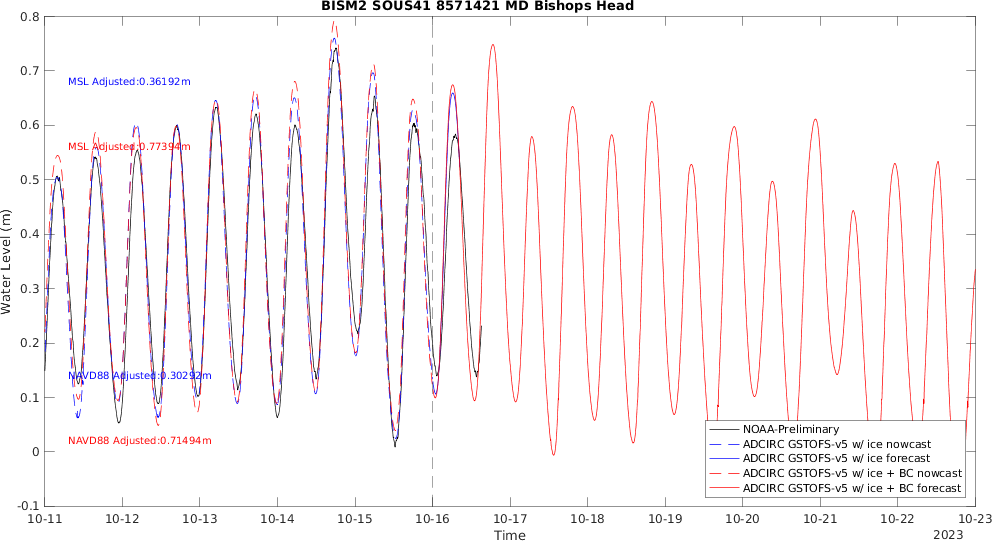 BISM2 SOUS41 8571421 MD Bishops Head
0.8
0.7
0.6
0.5
0.4
0.3
0.2
0.1
0
-0.1
Water Level (m)
MSL Adjusted:0.36192m
MSL Adjusted:0.77394m
NAVD88 Adjusted:0.30292m
NAVD88 Adjusted:0.71494m
NOAA-Preliminary
ADCIRC GSTOFS-v5 w/ ice nowcast
ADCIRC GSTOFS-v5 w/ ice forecast
ADCIRC GSTOFS-v5 w/ ice + BC nowcast
ADCIRC GSTOFS-v5 w/ ice + BC forecast
10-11 10-12 10-13 10-14 10-15 10-16 10-17 10-18 10-19 10-20 10-21 10-22 10-23
Time
2023